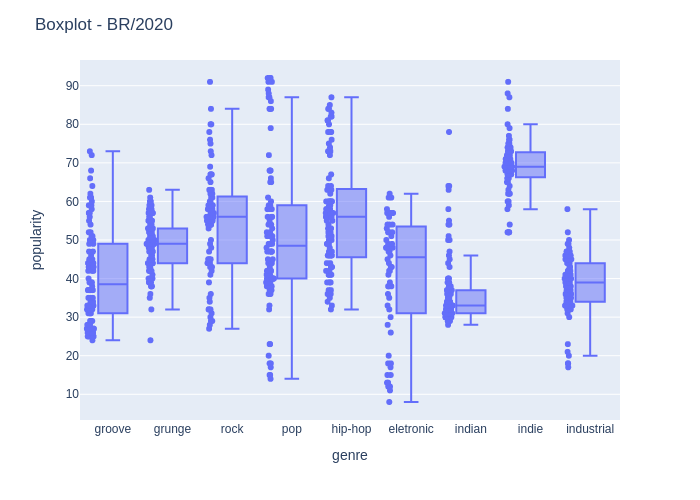 Boxplot - BR/2020
popularity
90
80
70
60
50
40
30
20
10
groove grunge rock pop hip-hop eletronic indian indie industrial
genre